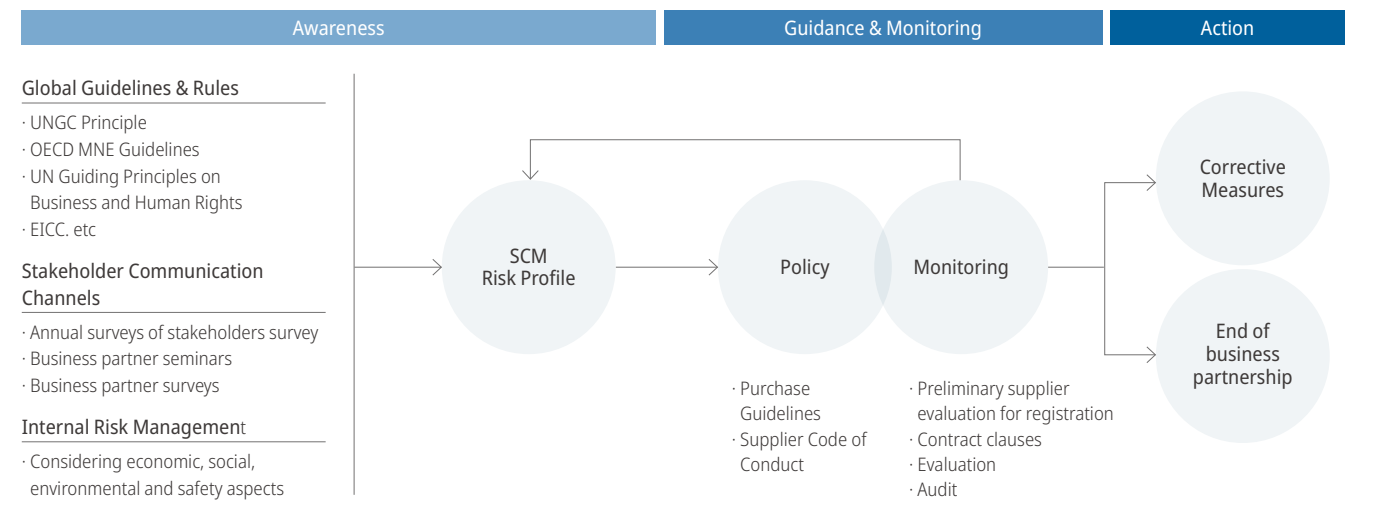 Awareness
Guidance & Monitoring
Action
Global Guidelines & Rules
· UNGC Principle
· OECD MNE Guidelines
· UN Guiding Principles on
Business and Human Rights
· EICC. etc
Stakeholder Communication
Channels
· Annual surveys of stakeholders survey
· Business partner seminars
· Business partner surveys
Internal Risk Management
· Considering economic, social,
environmental and safety aspects
SCM
Risk Profile
Policy
· Purchase
Guidelines
· Supplier Code of
Conduct
Monitoring
· Preliminary supplier
evaluation for registration
· Contract clauses
· Evaluation
· Audit
Corrective
Measures
End of
business
partnership